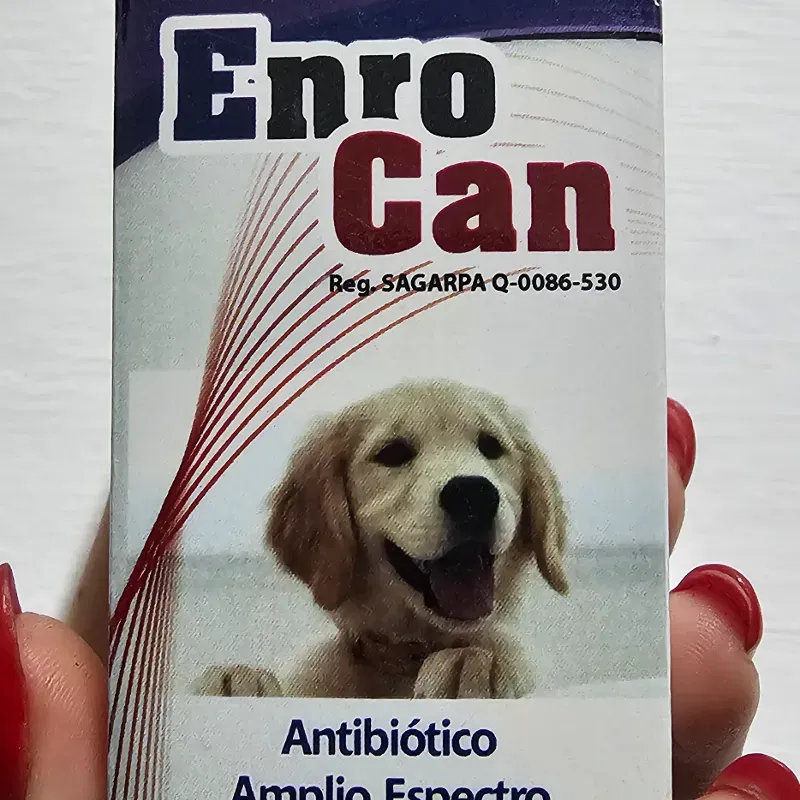 Enro
Can
Reg. SAGARPA Q-0086-530
Antibiótico
Amplio Espectro